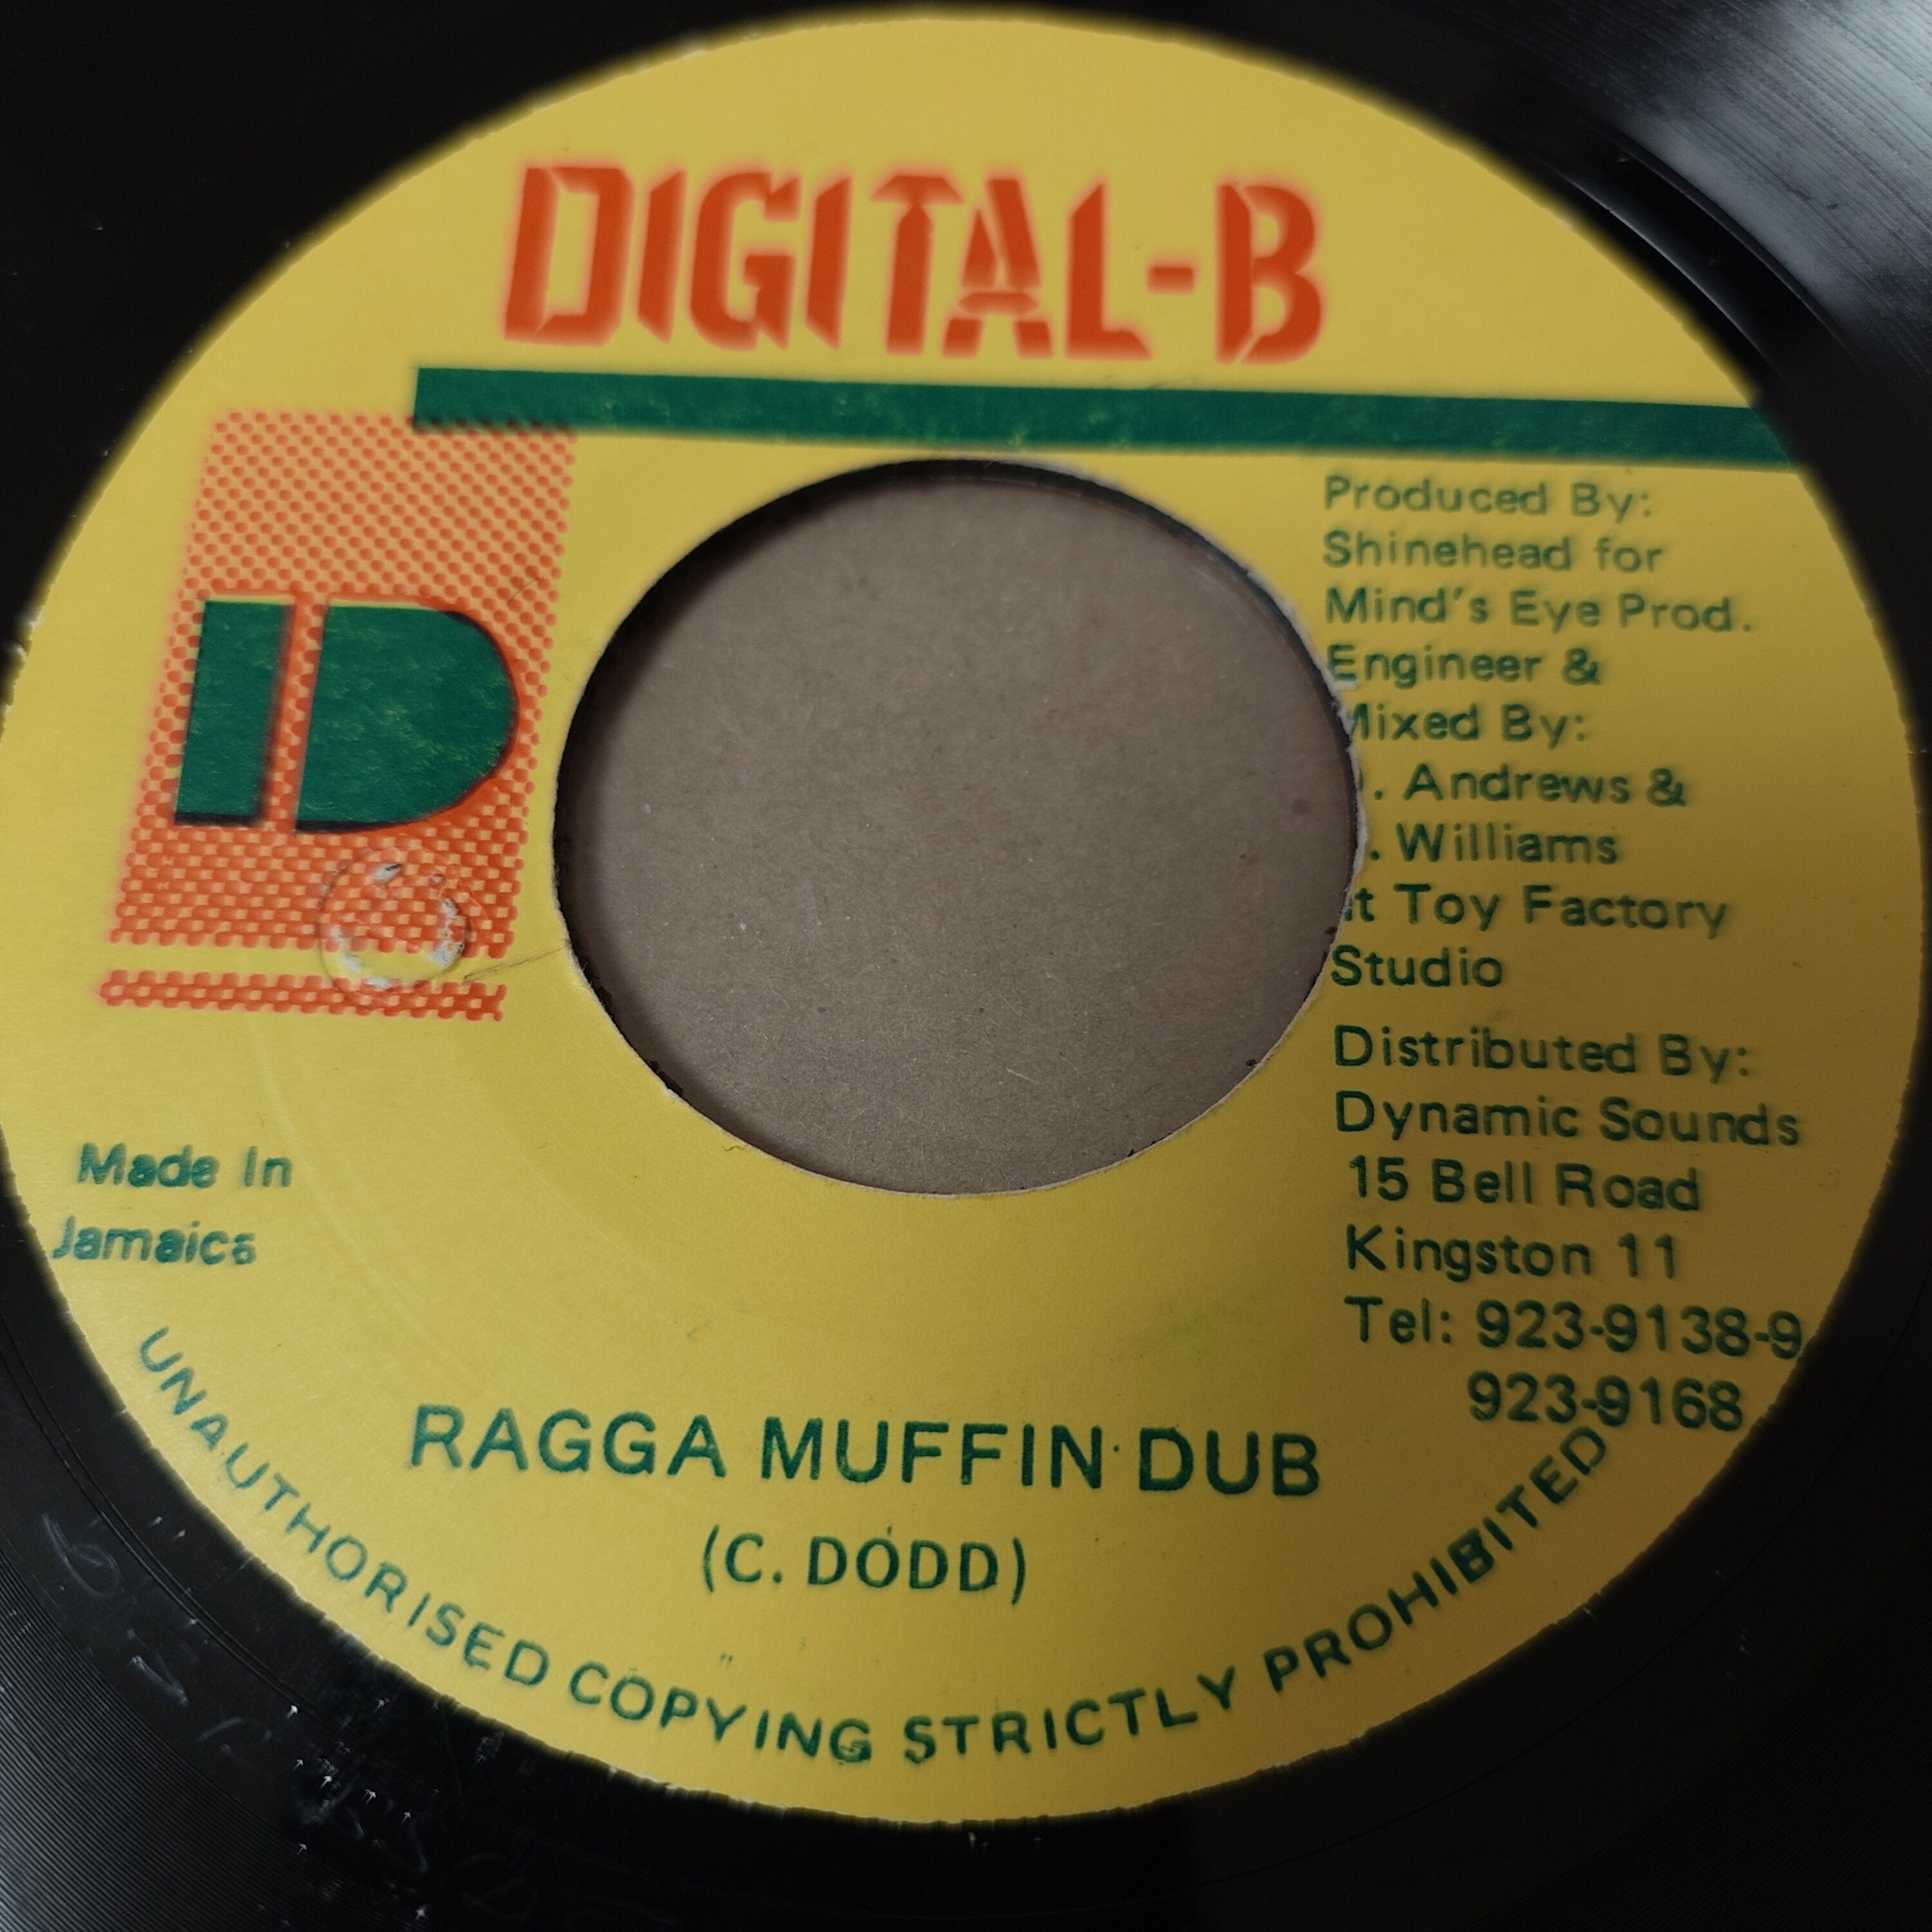 DIGITAL-B
Produced By:
Shinehead for
Mind's Eye Prod.
Engineer &
Mixed By:
. Andrews &
. Williams
t Toy Factory
Studio
Distributed By:
Dynamic Sounds
15 Bell Road
Kingston 11
Tel: 923-9138-9
923-9168
D
Made In
Jamaica
RAGGA MUFFIN DUB
(C. DODD)
UNAUTHORISED COPYING STRICTLY PROHIBITED